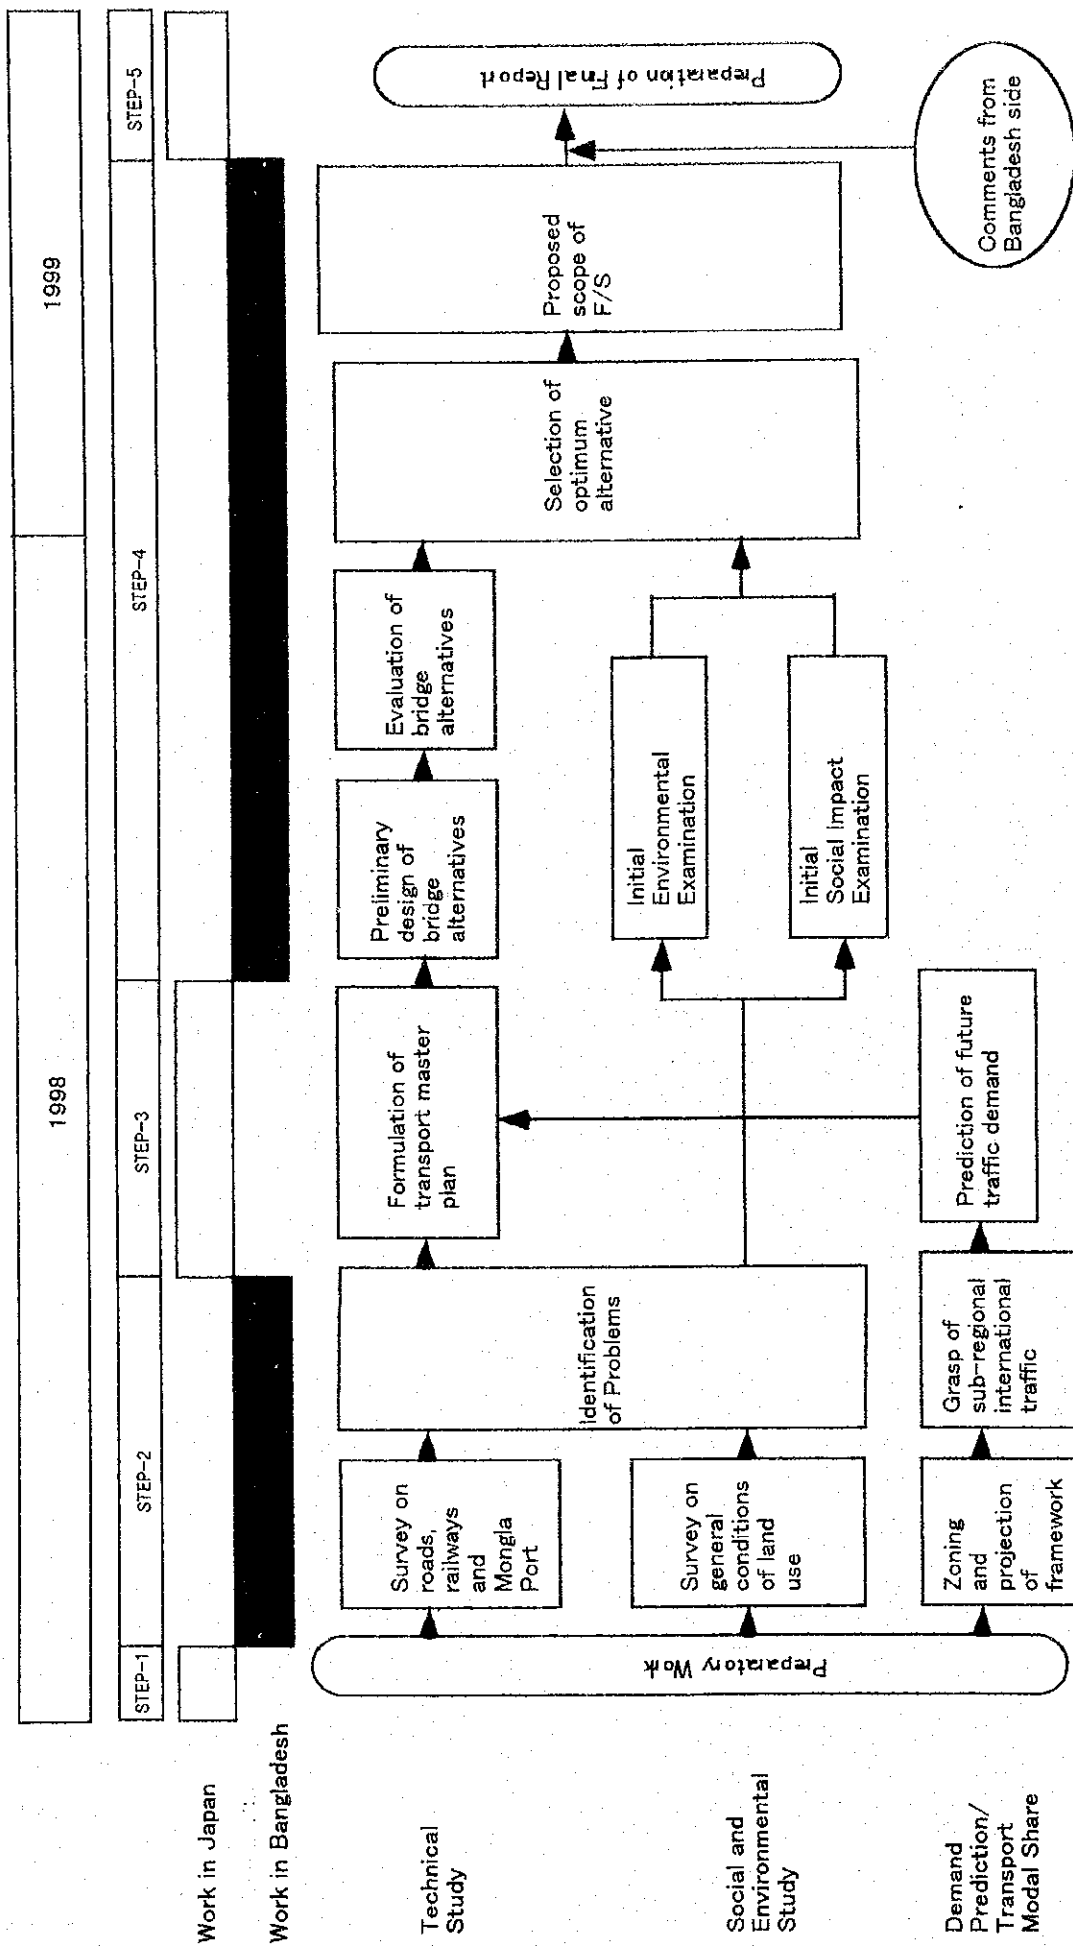 1998
1999
STEP-1
STEP-2
STEP-3
STEP-4
STEP-5
Work in Japan
Work in Bangladesh
Technical
Study
Social and
Environmental
Study
Demand
Prediction/
Transport
Modal Share
Preparatory Work
Survey on
roads,
railways
and
Mongla
Port
Survey on
general
conditions
of land
use
Zoning
and
projection
of
framework
Identification
of Problems
Grasp of
sub-regional
international
traffic
Formulation of
transport master
plan
Prediction of future
traffic demand
Preliminary
design of
bridge
alternatives
Evaluation of
bridge
alternatives
Initial
Environmental
Examination
Initial
Social Impact
Examination
Selection of
optimum
alternative
Proposed
scope of
F/S
Preparation of Final Report
Comments from
Bangladesh side